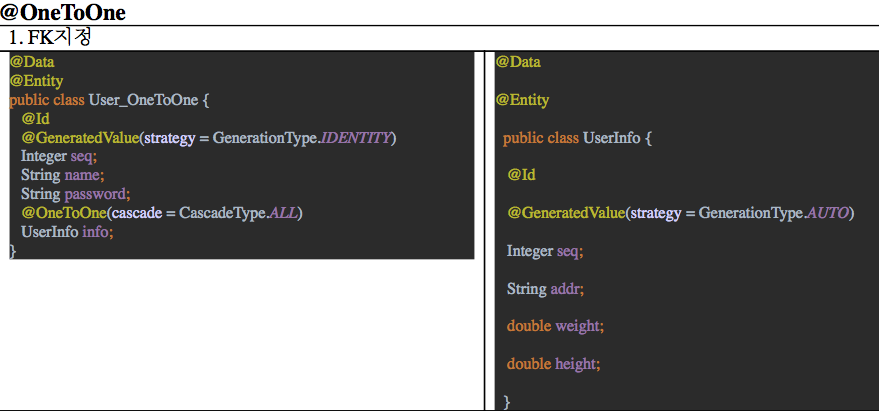 @OneToOne
1. FK지정
@Data
@Entity
public class User_OneToOne {
@Id
@GeneratedValue(strategy = GenerationType.IDENTITY)
Integer seq;
String name;
String password;
@OneToOne(cascade = CascadeType.ALL)
UserInfo info;
}
@Data
@Entity
public class UserInfo {
@Id
@GeneratedValue(strategy = GenerationType.AUTO)
Integer seq;
String addr;
double weight;
double height;
}